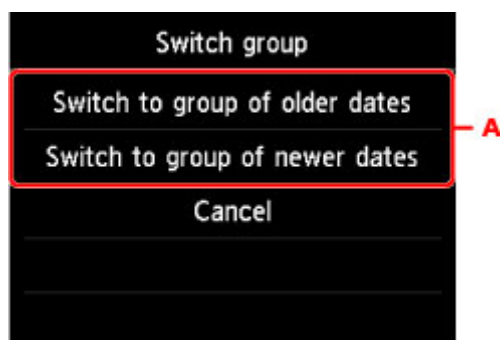 Switch group
Switch to group of older dates
A
Switch to group of newer dates
Cancel